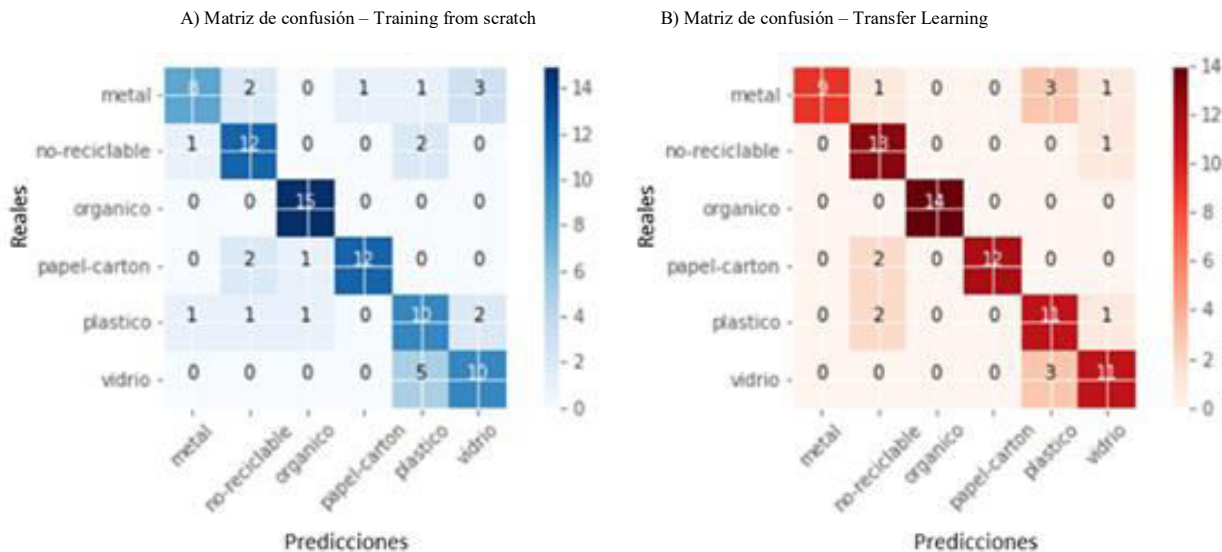 A) Matriz de confusión – Training from scratch
B) Matriz de confusión – Transfer Learning
Reales
metal 8 2 0 1 1 3
no-reciclable 1 12 0 0 2 0
organico 0 0 15 0 0 0
papel-carton 0 2 1 12 0 0
plastico 1 1 1 0 10 2
vidrio 0 0 0 0 5 10
metal no-reciclable organico papel-carton plastico vidrio
Predicciones
14
12
10
8
6
4
2
0
Reales
metal 9 1 0 0 3 1
no-reciclable 0 13 0 0 0 1
organico 0 0 14 0 0 0
papel-carton 0 2 0 12 0 0
plastico 0 2 0 0 11 1
vidrio 0 0 0 0 3 11
metal no-reciclable organico papel-carton plastico vidrio
Predicciones
14
12
10
8
6
4
2
0